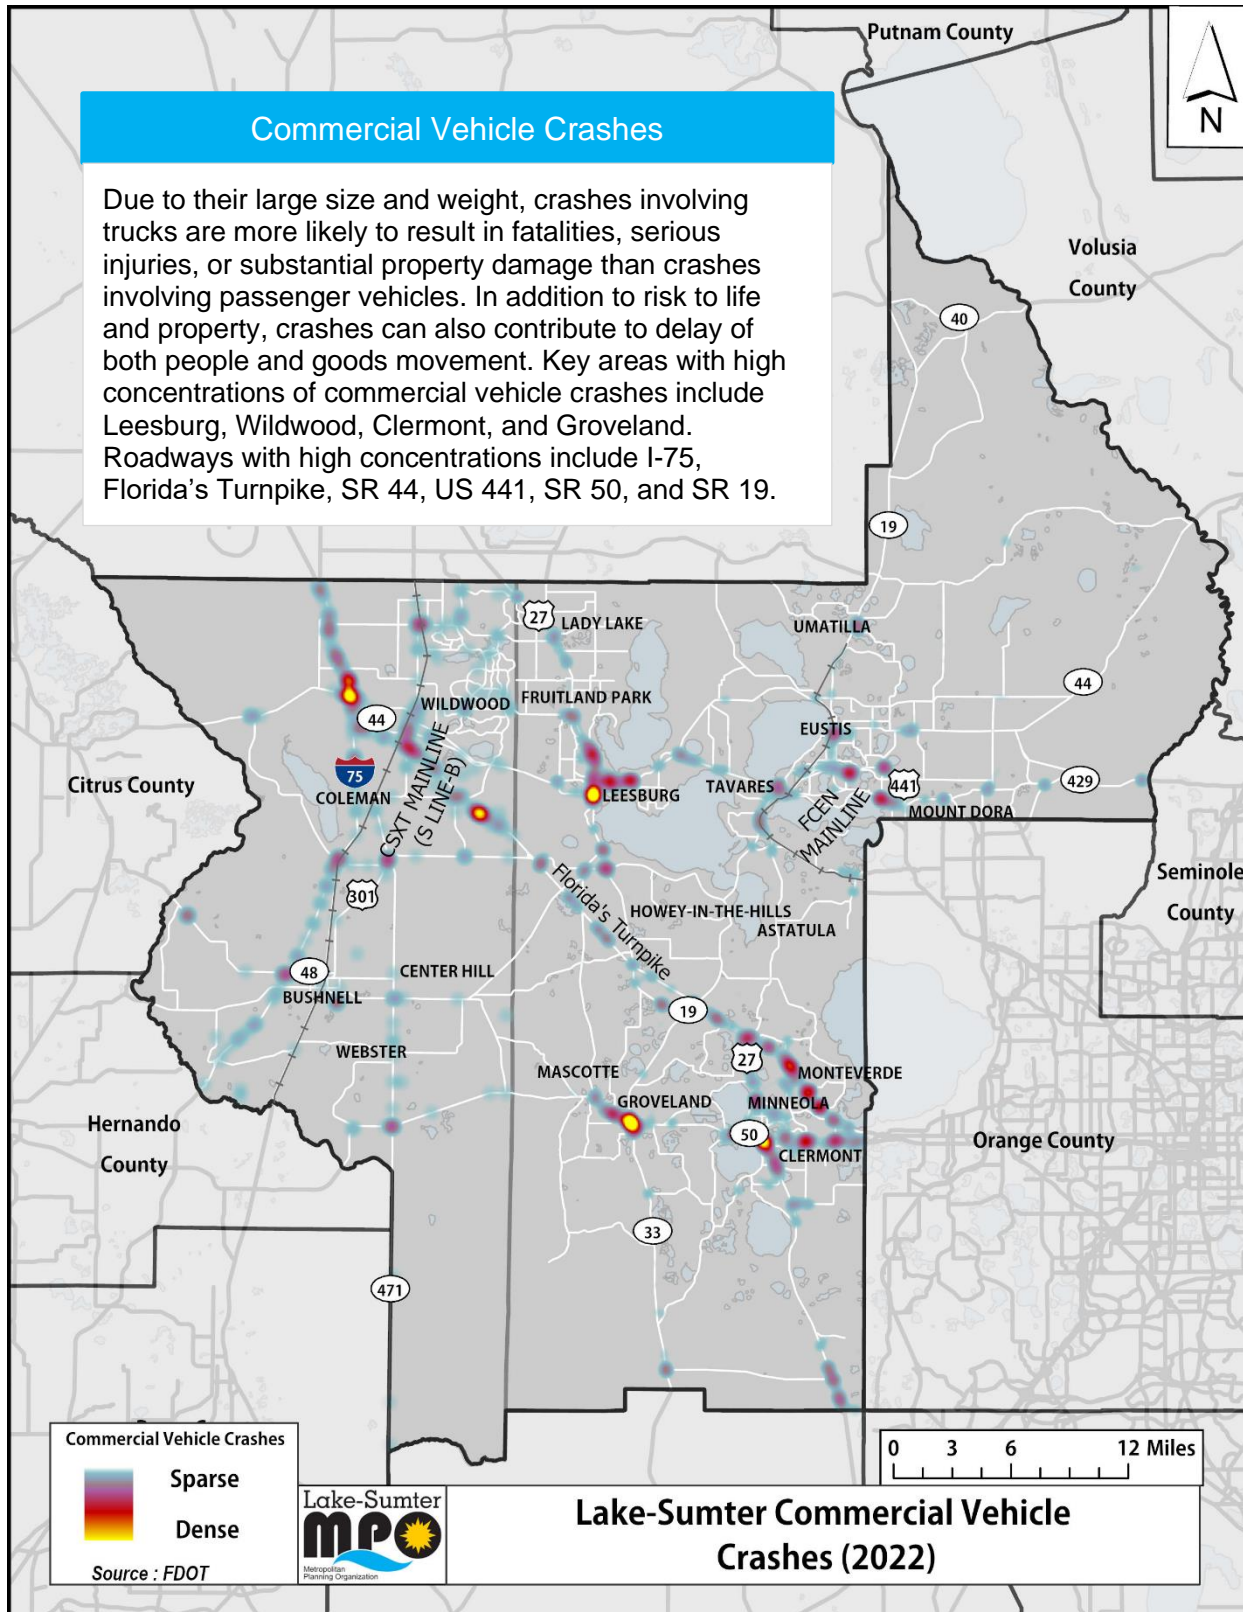 Putnam County
N
Commercial Vehicle Crashes
Due to their large size and weight, crashes involving
trucks are more likely to result in fatalities, serious
injuries, or substantial property damage than crashes
involving passenger vehicles. In addition to risk to life
and property, crashes can also contribute to delay of
both people and goods movement. Key areas with high
concentrations of commercial vehicle crashes include
Leesburg, Wildwood, Clermont, and Groveland.
Roadways with high concentrations include I-75,
Florida's Turnpike, SR 44, US 441, SR 50, and SR 19.
Volusia
County
40
19
27
LADY LAKE
UMATILLA
44
WILDWOOD
FRUITLAND PARK
44
EUSTIS
75
COLEMAN
Citrus County
CSXT MAINLINE
(S LINE-B)
LEESBURG
TAVARES
FCEN
MAINLINE
441
429
MOUNT DORA
Seminole
County
301
Florida's Turnpike
HOWEY-IN-THE-HILLS
ASTATULA
48
BUSHNELL
CENTER HILL
19
WEBSTER
27
MASCOTTE
MONTEVERDE
GROVELAND
MINNEOLA
Hernando
County
50
CLERMONT
Orange County
33
471
Commercial Vehicle Crashes
Sparse
Dense
Source : FDOT
Lake-Sumter
MPO
Metropolitan
Planning Organization
0 3 6 12 Miles
Lake-Sumter Commercial Vehicle
Crashes (2022)